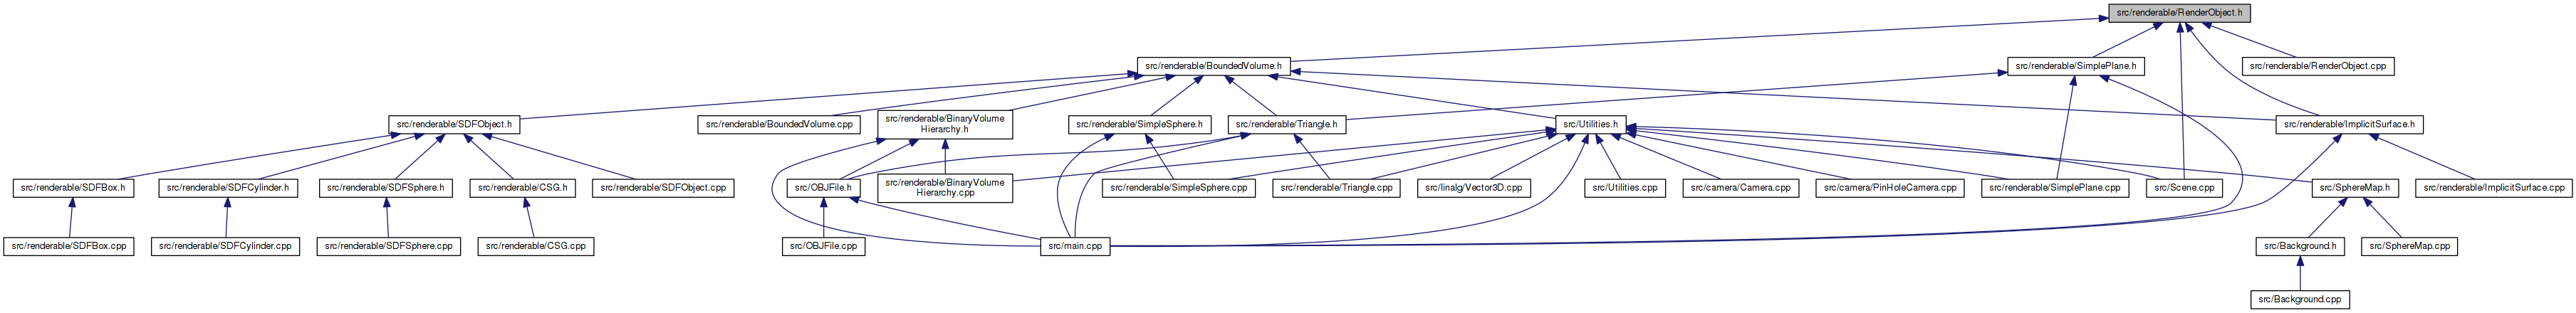 src/renderable/RenderObject.h
src/renderable/BoundedVolume.h
src/renderable/SimplePlane.h
src/renderable/RenderObject.cpp
src/renderable/SDFObject.h
src/renderable/BoundedVolume.cpp
src/renderable/BinaryVolume
Hierarchy.h
src/renderable/SimpleSphere.h
src/renderable/Triangle.h
src/Utilities.h
src/renderable/ImplicitSurface.h
src/renderable/SDFBox.h
src/renderable/SDFCylinder.h
src/renderable/SDFSphere.h
src/renderable/CSG.h
src/renderable/SDFObject.cpp
src/OBJFile.h
src/renderable/BinaryVolume
Hierarchy.cpp
src/renderable/SimpleSphere.cpp
src/renderable/Triangle.cpp
src/linalg/Vector3D.cpp
src/Utilities.cpp
src/camera/Camera.cpp
src/camera/PinHoleCamera.cpp
src/renderable/SimplePlane.cpp
src/Scene.cpp
src/SphereMap.h
src/renderable/ImplicitSurface.cpp
src/renderable/SDFBox.cpp
src/renderable/SDFCylinder.cpp
src/renderable/SDFSphere.cpp
src/renderable/CSG.cpp
src/OBJFile.cpp
src/main.cpp
src/Background.h
src/SphereMap.cpp
src/Background.cpp